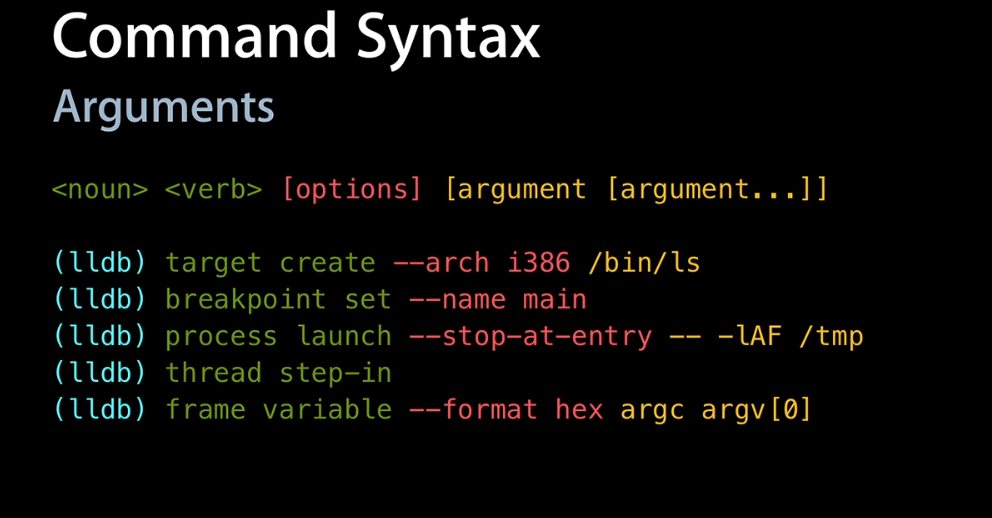 Command Syntax
Arguments
<noun> <verb> [options] [argument [argument...]]
(lldb) target create --arch i386 /bin/ls
(lldb) breakpoint set --name main
(lldb) process launch --stop-at-entry -- -lAF /tmp
(lldb) thread step-in
(lldb) frame variable --format hex argc argv[0]